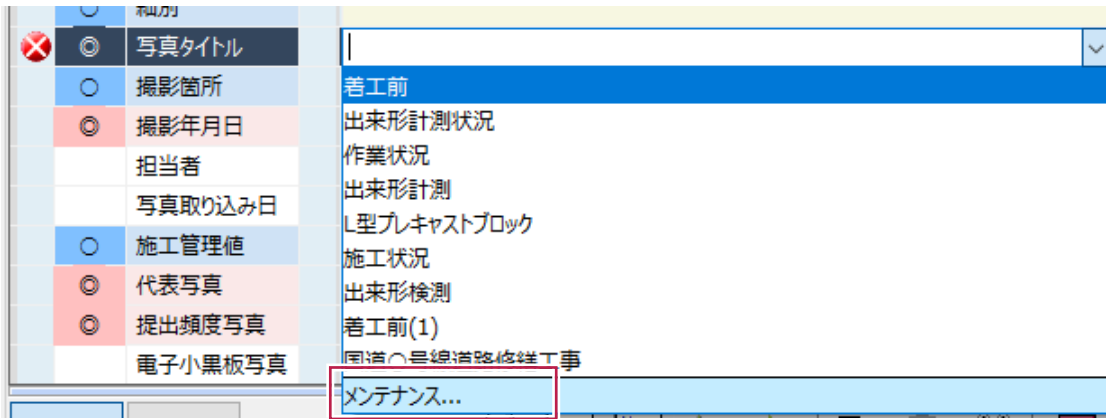 ○ 細別
◎ 写真タイトル
○ 撮影箇所
◎ 撮影年月日
担当者
写真取り込み日
○ 施工管理値
◎ 代表写真
◎ 提出頻度写真
電子小黒板写真
着工前
出来形計測状況
作業状況
出来形計測
L型プレキャストブロック
施工状況
出来形検測
着工前(1)
国道○号線道路修繕工事
メンテナンス...